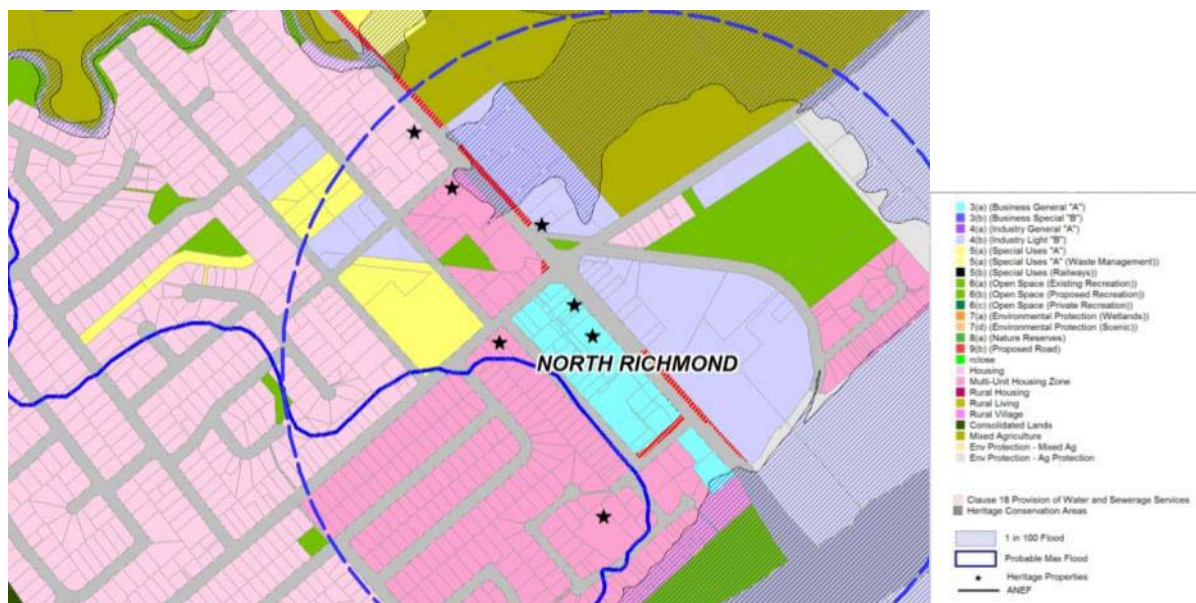 NORTH RICHMOND
3(a) (Business General "A")
3(b) (Business Special "B")
4(a) (Industry General "A")
4(b) (Industry Light "B")
5(a) (Special Uses "A")
5(a) (Special Uses "A" (Waste Management))
5(b) (Special Uses (Railways))
6(a) (Open Space (Existing Recreation))
6(b) (Open Space (Proposed Recreation))
6(c) (Open Space (Private Recreation))
7(a) (Environmental Protection (Wetlands))
7(d) (Environmental Protection (Scenic))
8(a) (Nature Reserves)
9(b) (Proposed Road)
rclose
Housing
Multi-Unit Housing Zone
Rural Housing
Rural Living
Rural Village
Consolidated Lands
Mixed Agriculture
Env Protection - Mixed Ag
Env Protection - Ag Protection
Clause 18 Provision of Water and Sewerage Services
Heritage Conservation Areas
1 in 100 Flood
Probable Max Flood
Heritage Properties
ANEF